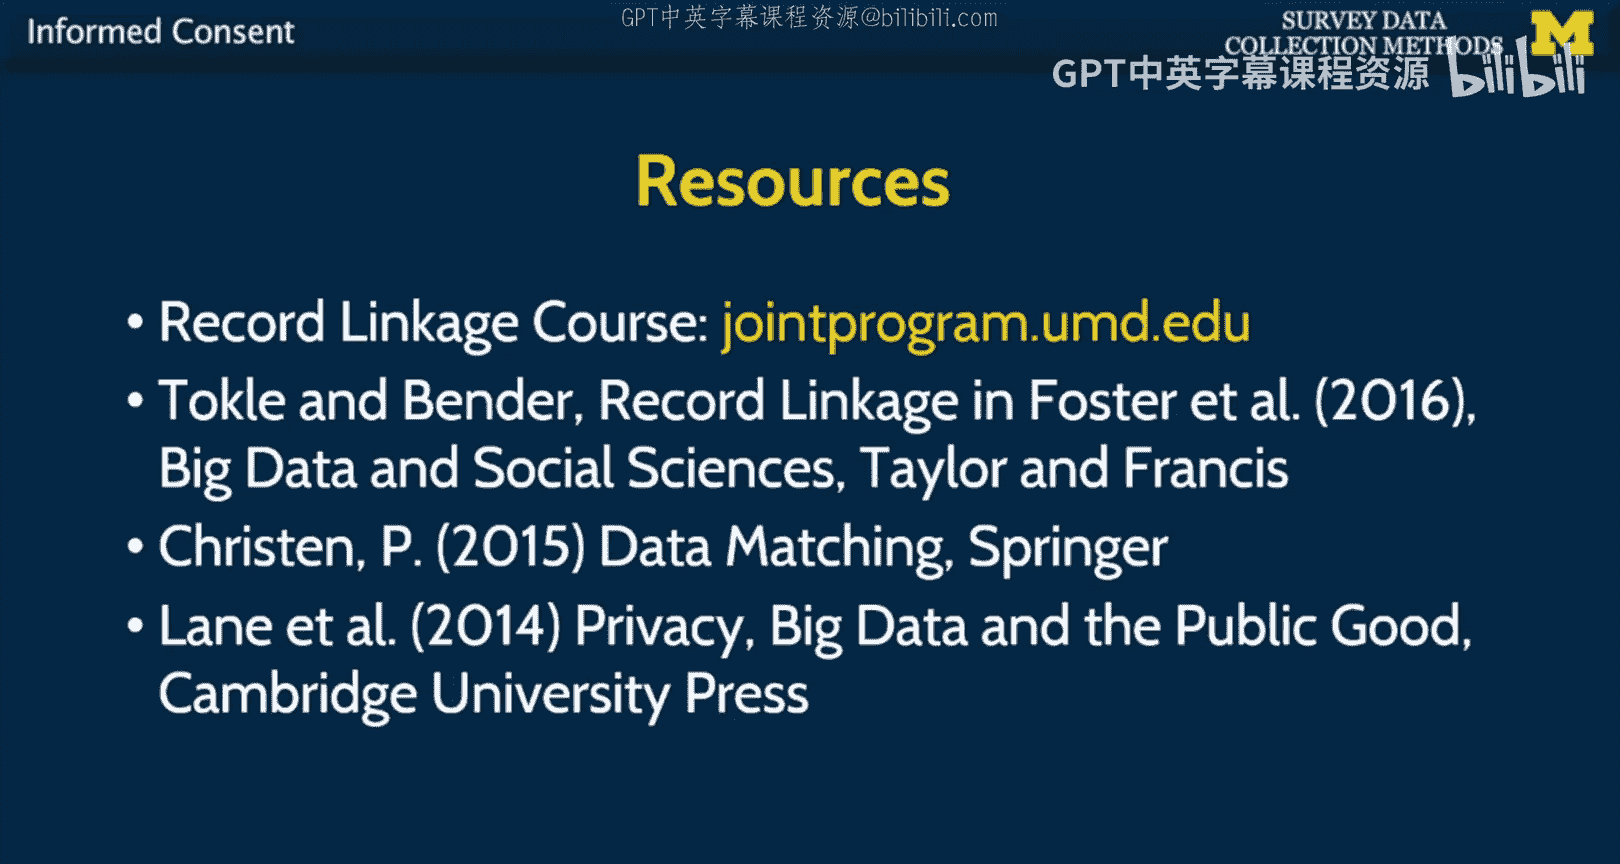 Informed Consent
GPT中英字幕课程资源@bilibili.com
SURVEY DATA
COLLECTION METHODS
M
GPT中英字幕课程资源 bilibili
Resources
• Record Linkage Course: jointprogram.umd.edu
• Tokle and Bender, Record Linkage in Foster et al. (2016),
Big Data and Social Sciences, Taylor and Francis
• Christen, P. (2015) Data Matching, Springer
• Lane et al. (2014) Privacy, Big Data and the Public Good,
Cambridge University Press